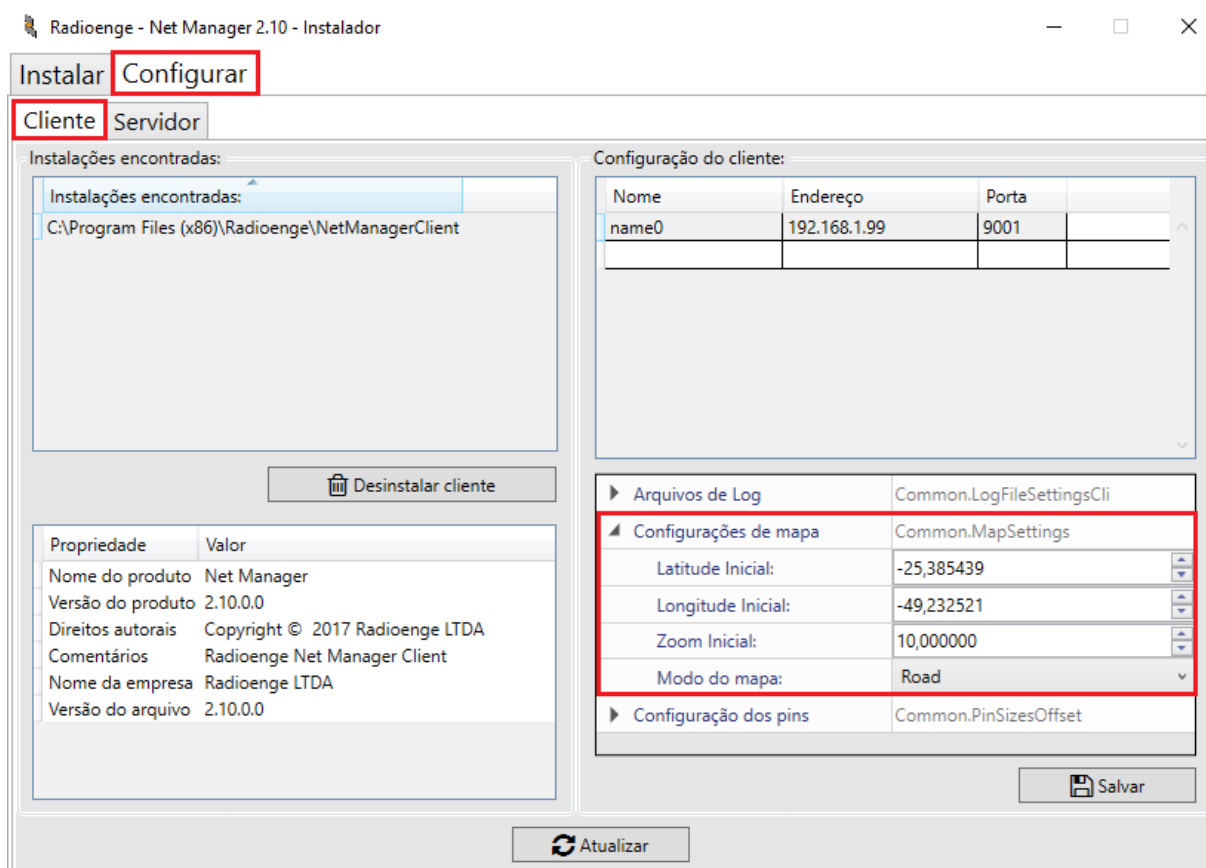 Radioenge - Net Manager 2.10 - Instalador
Instalar Configurar
Cliente Servidor
Instalações encontradas:
Instalações encontradas:
C:\Program Files (x86)\Radioenge\NetManagerClient
Desinstalar cliente
Propriedade Valor
Nome do produto Net Manager
Versão do produto 2.10.0.0
Direitos autorais Copyright © 2017 Radioenge LTDA
Comentários Radioenge Net Manager Client
Nome da empresa Radioenge LTDA
Versão do arquivo 2.10.0.0
Configuração do cliente:
Nome Endereço Porta
name0 192.168.1.99 9001
Arquivos de Log Common.LogFileSettingsCli
Configurações de mapa Common.MapSettings
Latitude Inicial: -25,385439
Longitude Inicial: -49,232521
Zoom Inicial: 10,000000
Modo do mapa: Road
Configuração dos pins Common.PinSizesOffset
Salvar
Atualizar